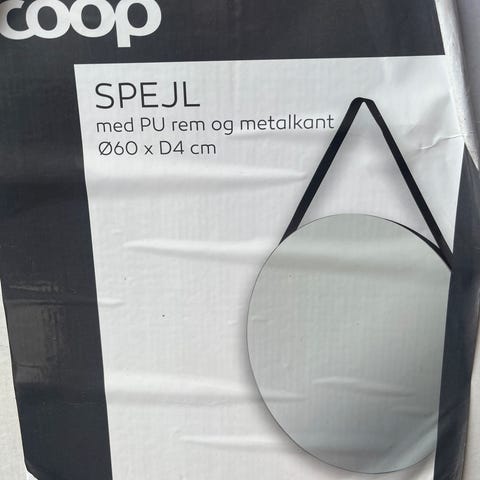 coop
SPEJL
med PU rem og metalkant
Ø60 x D4 cm